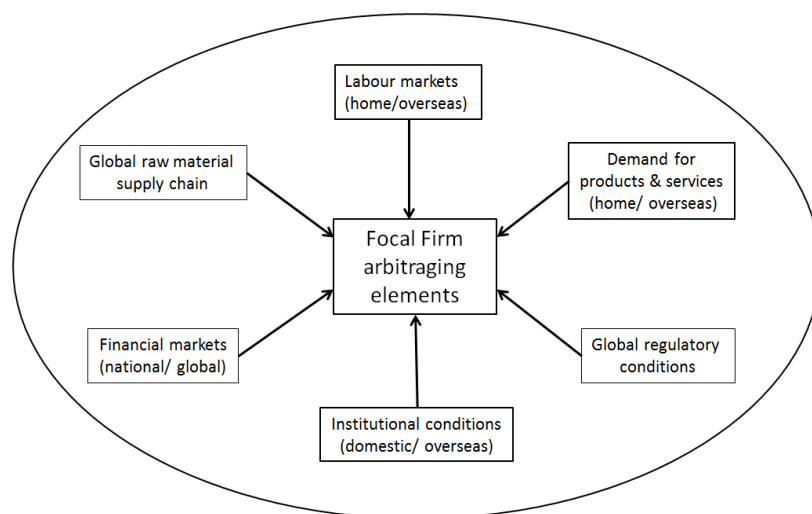 Labour markets
(home/overseas)
Global raw material
supply chain
Demand for
products & services
(home/ overseas)
Focal Firm
arbitraging
elements
Financial markets
(national/ global)
Global regulatory
conditions
Institutional conditions
(domestic/ overseas)